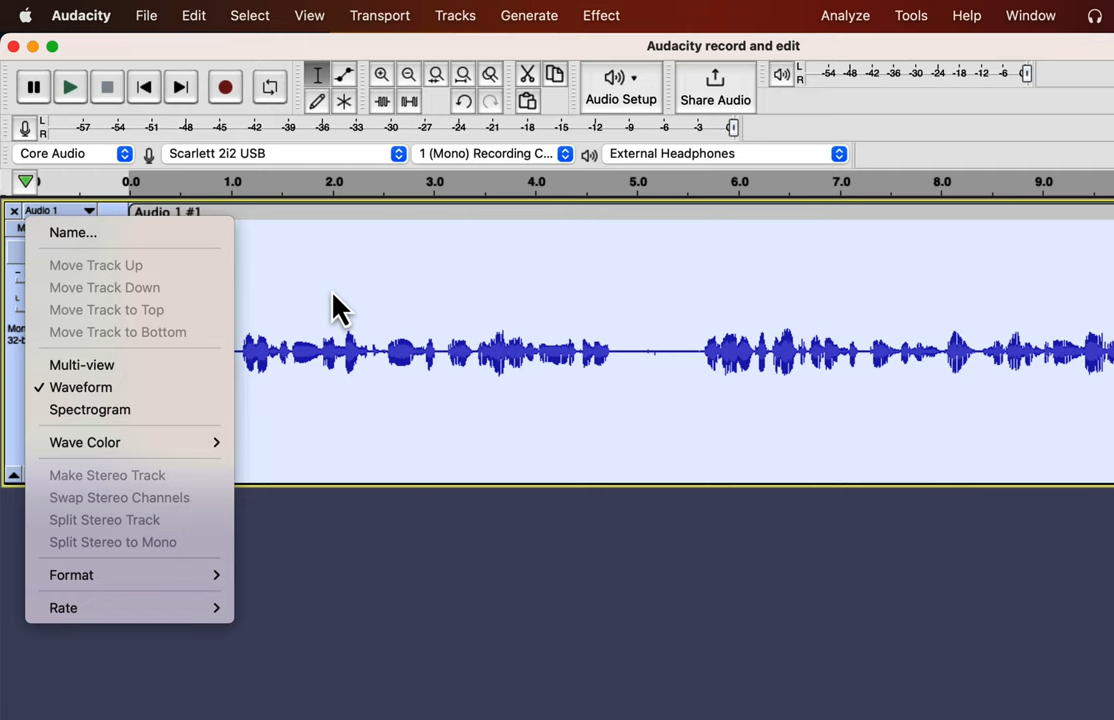 Audacity File Edit Select View Transport Tracks Generate Effect Analyze Tools Help Window
Audacity record and edit
Audio Setup
Share Audio
L
R
-54 -48 -42 -36 -30 -24 -18 -12 -6
L
R
-57 -54 -51 -48 -45 -42 -39 -36 -33 -30 -27 -24 -21 -18 -15 -12 -9 -6 -3
Core Audio Scarlett 2i2 USB 1 (Mono) Recording C... External Headphones
0.0 1.0 2.0 3.0 4.0 5.0 6.0 7.0 8.0 9.0
Audio 1 Audio 1 #1
Name...
Move Track Up
Move Track Down
Move Track to Top
Move Track to Bottom
Multi-view
Waveform
Spectrogram
Wave Color
Make Stereo Track
Swap Stereo Channels
Split Stereo Track
Split Stereo to Mono
Format
Rate